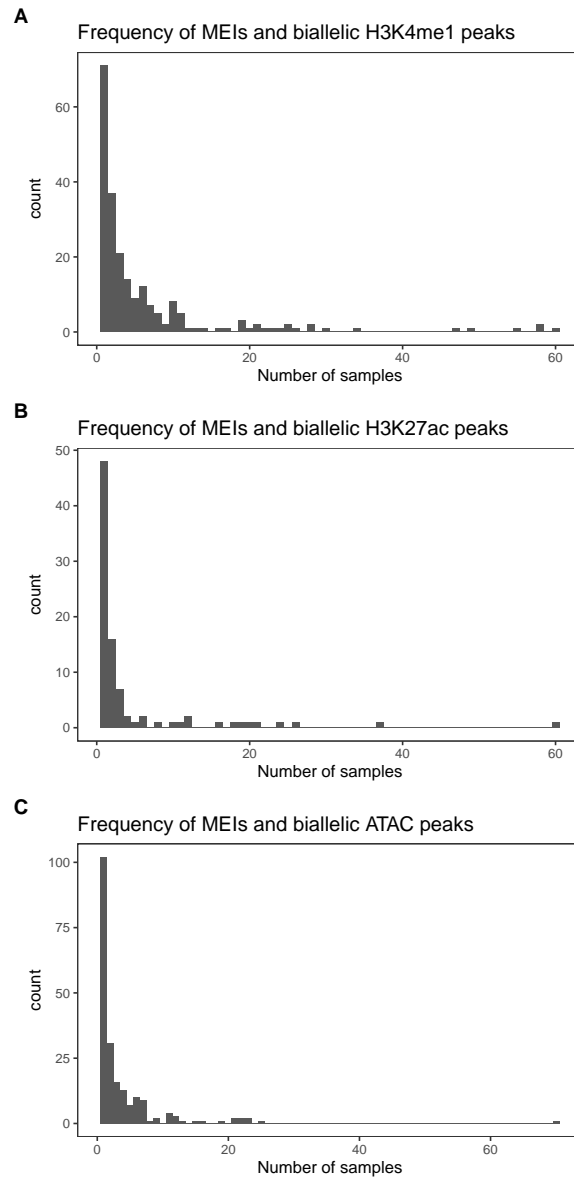 A
Frequency of MEIs and biallelic H3K4me1 peaks
60
40
20
0
count
0 20 40 60
Number of samples
B
Frequency of MEIs and biallelic H3K27ac peaks
50
40
30
20
10
0
count
0 20 40 60
Number of samples
C
Frequency of MEIs and biallelic ATAC peaks
100
75
50
25
0
count
0 20 40 60
Number of samples